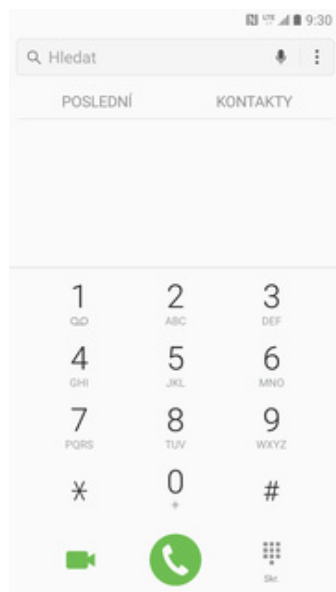 LTE 9:30
Hledat
POSLEDNÍ KONTAKTY
1 2 3
ABC DEF
4 5 6
GHI JKL MNO
7 8 9
PQRS TUV WXYZ
* 0 #
+
Skr.